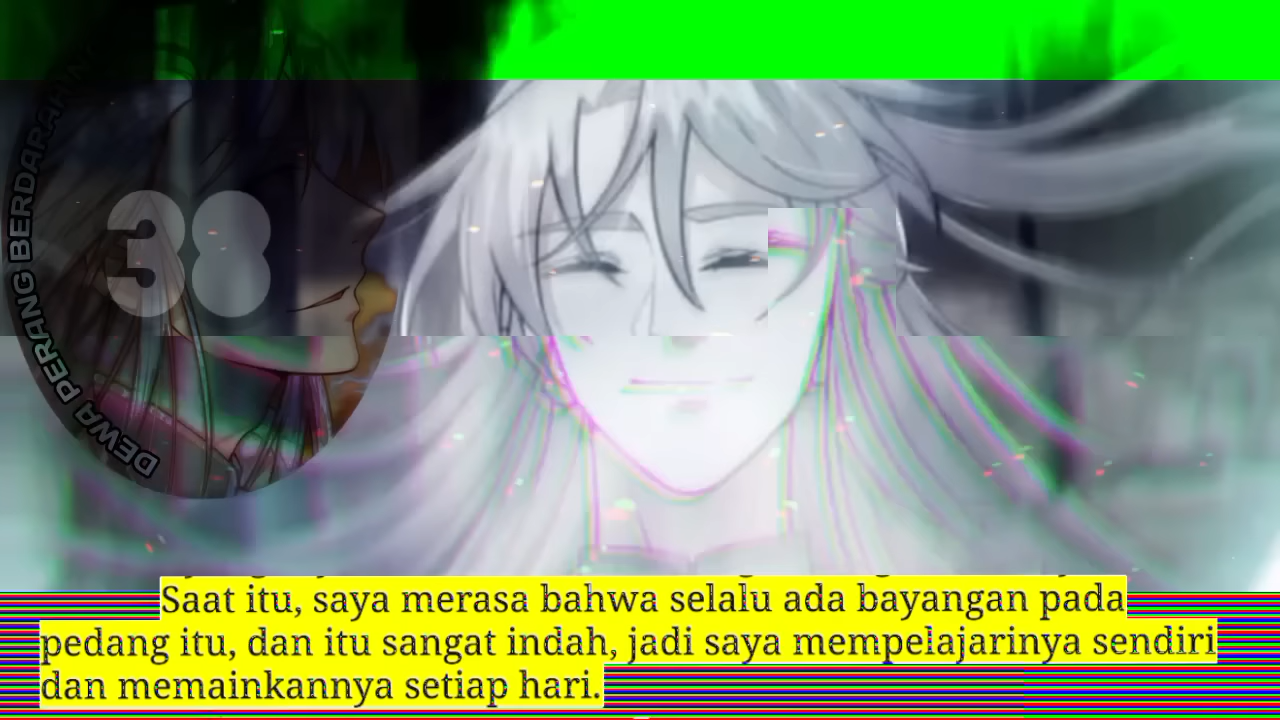 DEWA PERANG BERDARAH
38
Saat itu, saya merasa bahwa selalu ada bayangan pada
pedang itu, dan itu sangat indah, jadi saya mempelajarinya sendiri
dan memainkannya setiap hari.